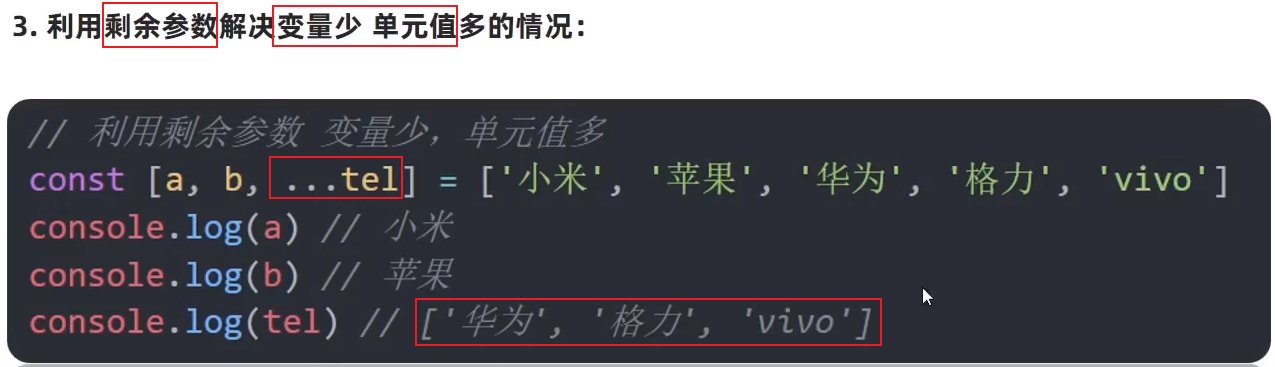 3. 利用剩余参数解决变量少 单元值多的情况：
// 利用剩余参数 变量少，单元值多
const [a, b, ...tel] = ['小米', '苹果', '华为', '格力', 'vivo']
console.log(a) // 小米
console.log(b) // 苹果
console.log(tel) // ['华为', '格力', 'vivo']